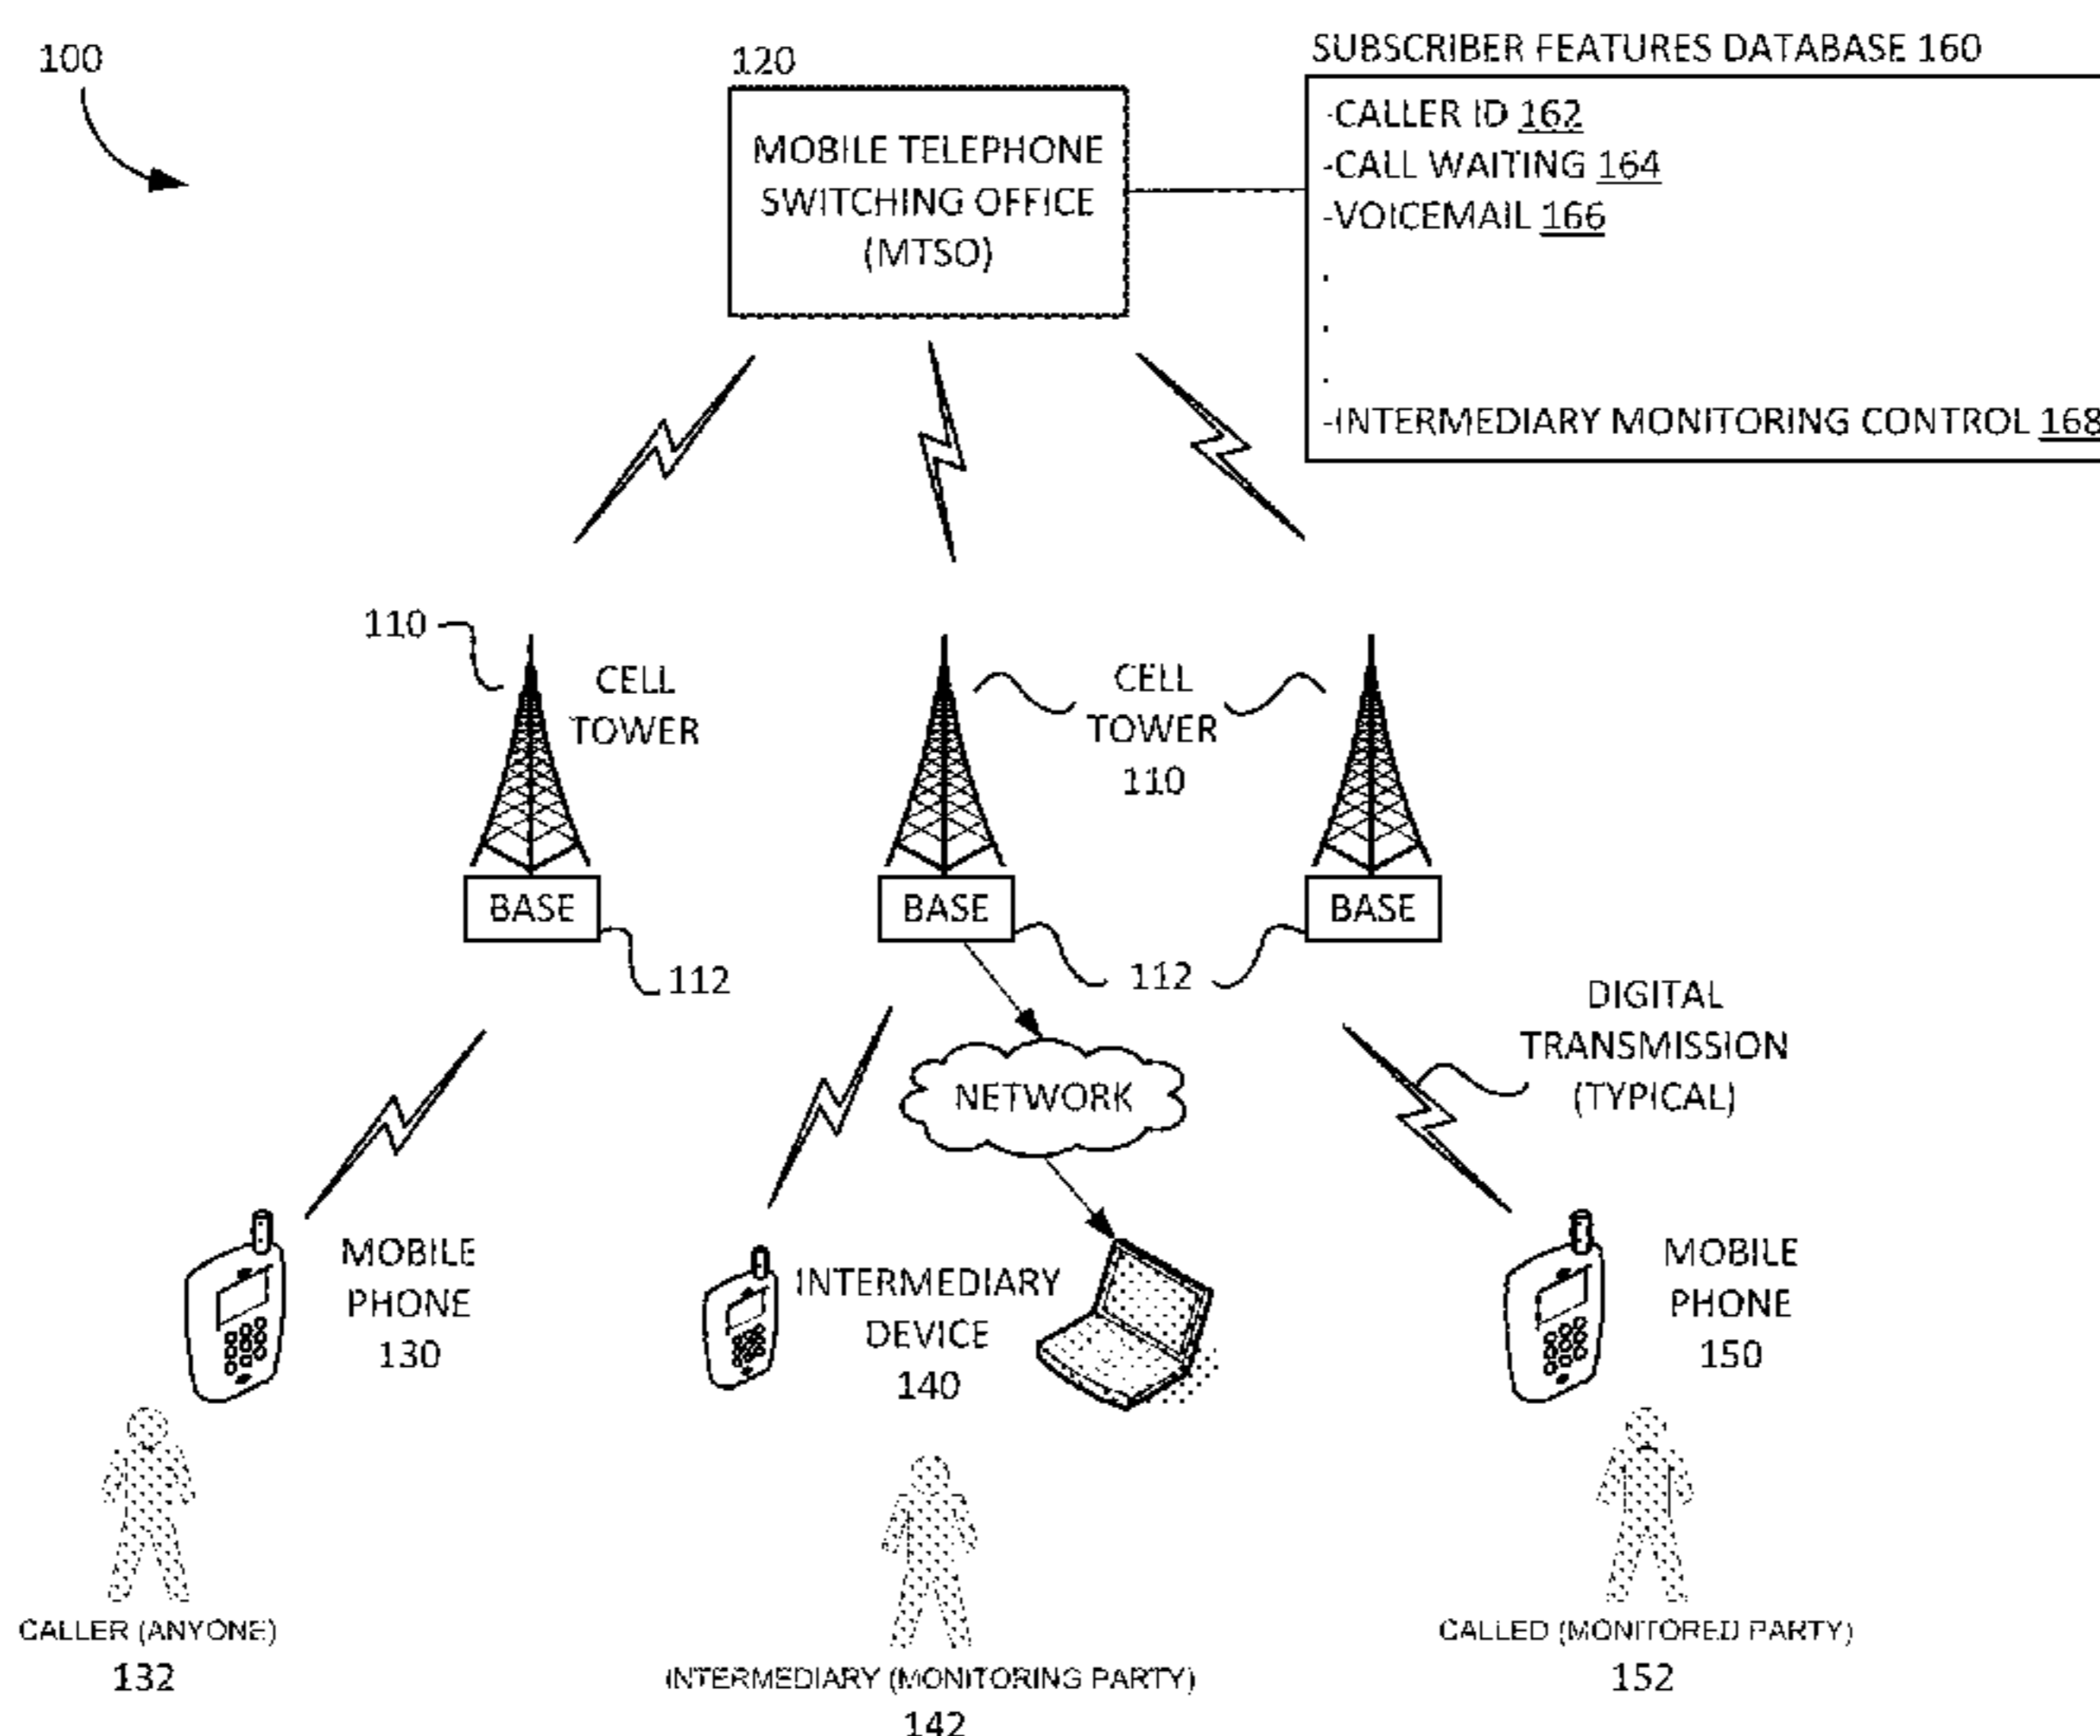 100
120
MOBILE TELEPHONE
SWITCHING OFFICE
(MTSO)
SUBSCRIBER FEATURES DATABASE 160
-CALLER ID 162
-CALL WAITING 164
-VOICEMAIL 166
.
.
.
-INTERMEDIARY MONITORING CONTROL 168
110
CELL
TOWER
CELL
TOWER
110
BASE
BASE
BASE
112
112
DIGITAL
TRANSMISSION
(TYPICAL)
NETWORK
MOBILE
PHONE
130
INTERMEDIARY
DEVICE
140
MOBILE
PHONE
150
CALLER (ANYONE)
132
INTERMEDIARY (MONITORING PARTY)
142
CALLED (MONITORED PARTY)
152